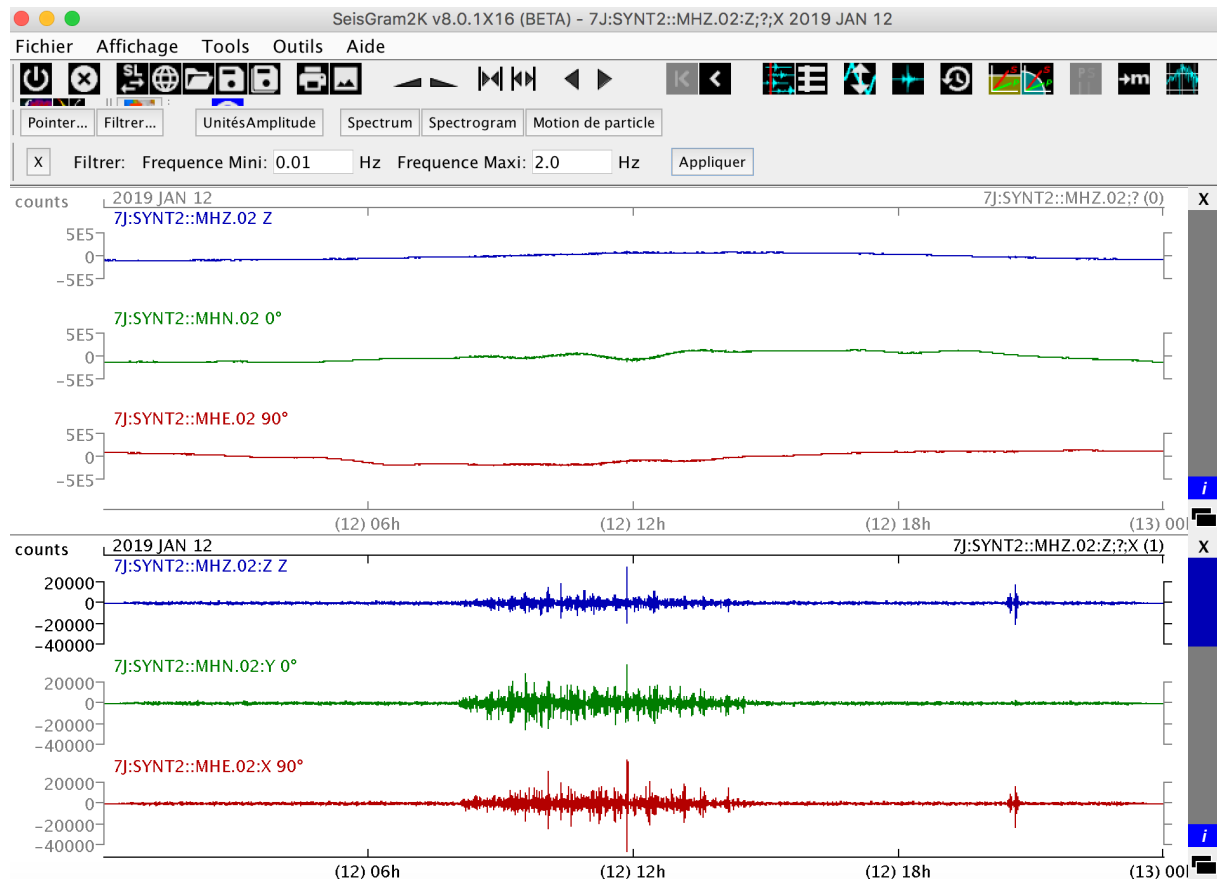 SeisGram2K v8.0.1X16 (BETA) - 7J:SYNT2::MHZ.02:Z;?;X 2019 JAN 12
Fichier Affichage Tools Outils Aide
SL
PS
→m
Pointer... Filtrer... UnitésAmplitude Spectrum Spectrogram Motion de particle
X Filtrer: Frequence Mini: 0.01 Hz Frequence Maxi: 2.0 Hz Appliquer
counts 2019 JAN 12 7J:SYNT2::MHZ.02;? (0) X
7J:SYNT2::MHZ.02 Z
5E5
0
-5E5
7J:SYNT2::MHN.02 0°
5E5
0
-5E5
7J:SYNT2::MHE.02 90°
5E5
0
-5E5
i
(12) 06h (12) 12h (12) 18h (13) 00
counts 2019 JAN 12 7J:SYNT2::MHZ.02:Z;?;X (1) X
7J:SYNT2::MHZ.02:Z Z
20000
0
-20000
-40000
7J:SYNT2::MHN.02:Y 0°
20000
0
-20000
-40000
7J:SYNT2::MHE.02:X 90°
20000
0
-20000
-40000
i
(12) 06h (12) 12h (12) 18h (13) 00